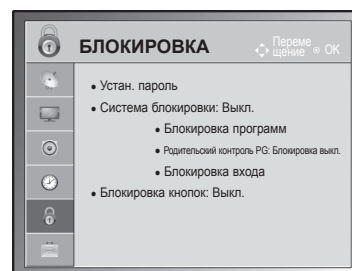 БЛОКИРОВКА
Переме
щение OK
• Устан. пароль
• Система блокировки: Выкл.
• Блокировка программ
• Родительский контроль PG: Блокировка выкл.
• Блокировка входа
• Блокировка кнопок: Выкл.